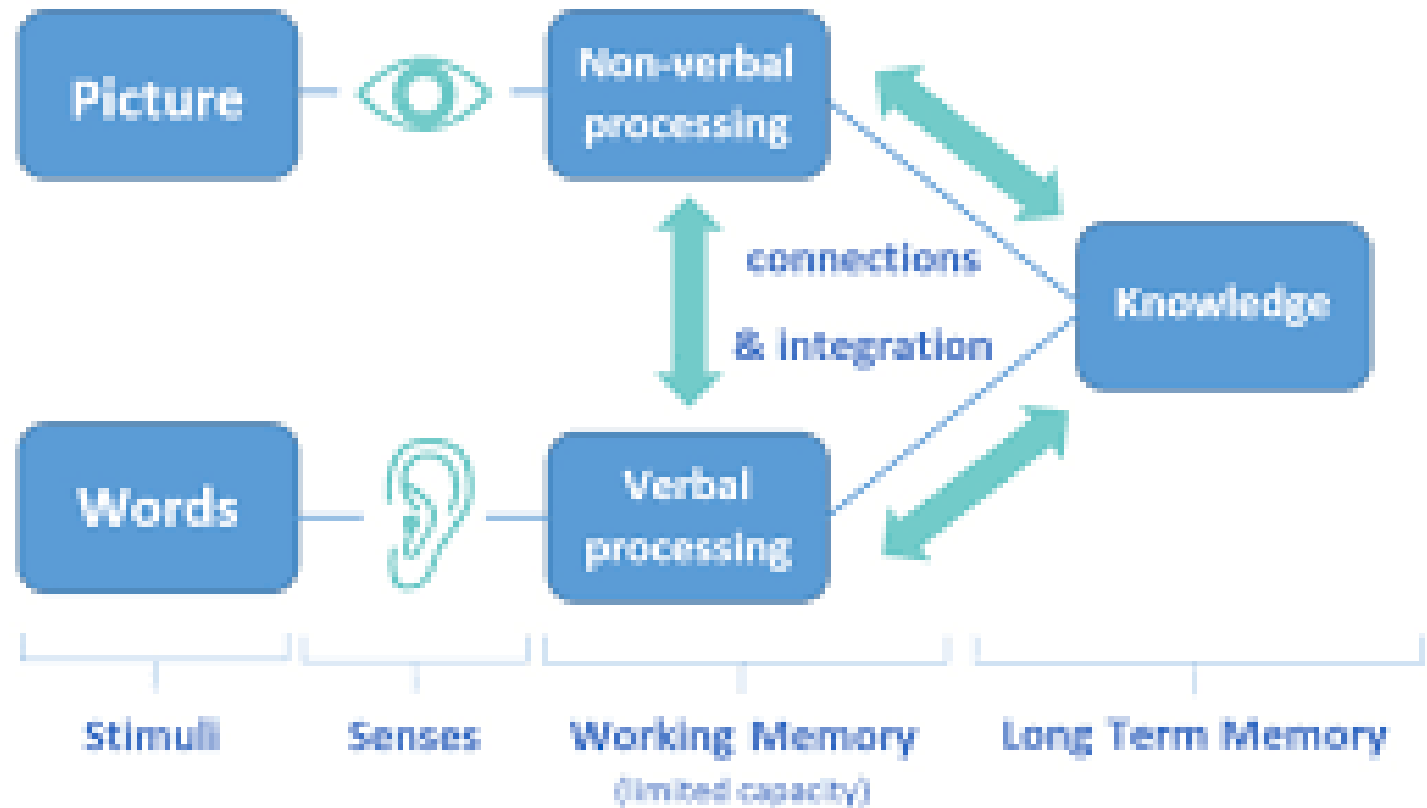 Picture
Non-verbal
processing
connections
& integration
Knowledge
Words
Verbal
processing
Stimuli
Senses
Working Memory
(limited capacity)
Long Term Memory